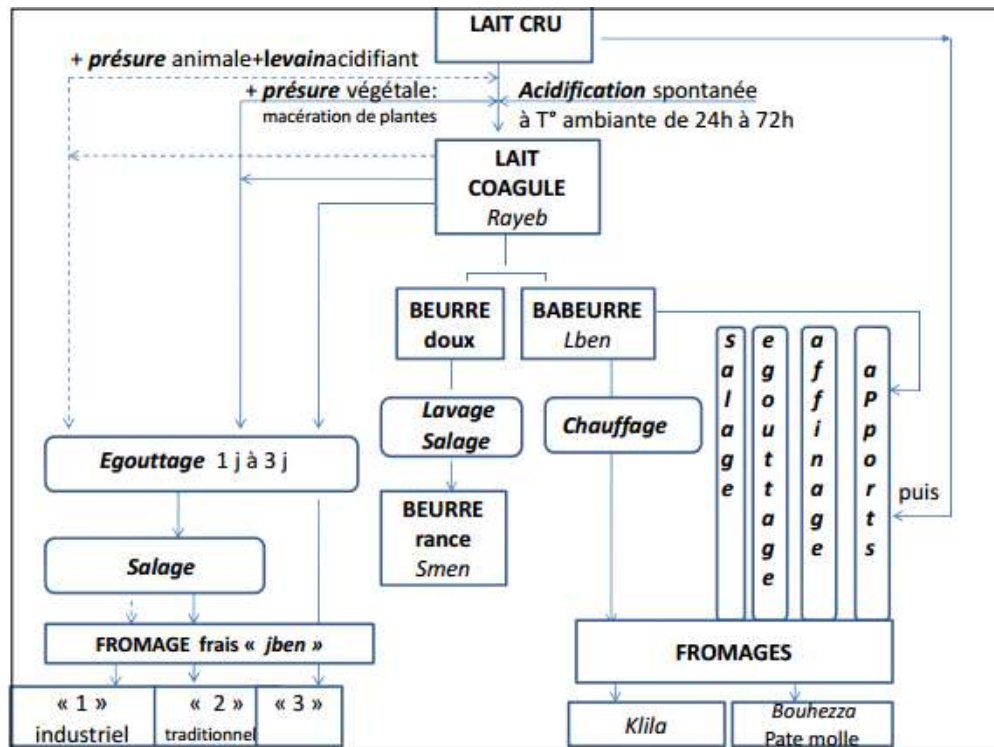 LAIT CRU
+ présure animale+levainacidifiant
+ présure végétale:
macération de plantes
Acidification spontanée
à T° ambiante de 24h à 72h
LAIT
COAGULE
Rayeb
BEURRE
doux
BABEURRE
Lben
salage
egouttage
affinage
aPports
puis
Lavage
Salage
Chauffage
Egouttage 1 j à 3 j
BEURRE
rance
Smen
Salage
FROMAGE frais « jben »
FROMAGES
« 1 »
industriel
« 2 »
traditionnel
« 3 »
Klila
Bouhezza
Pate molle